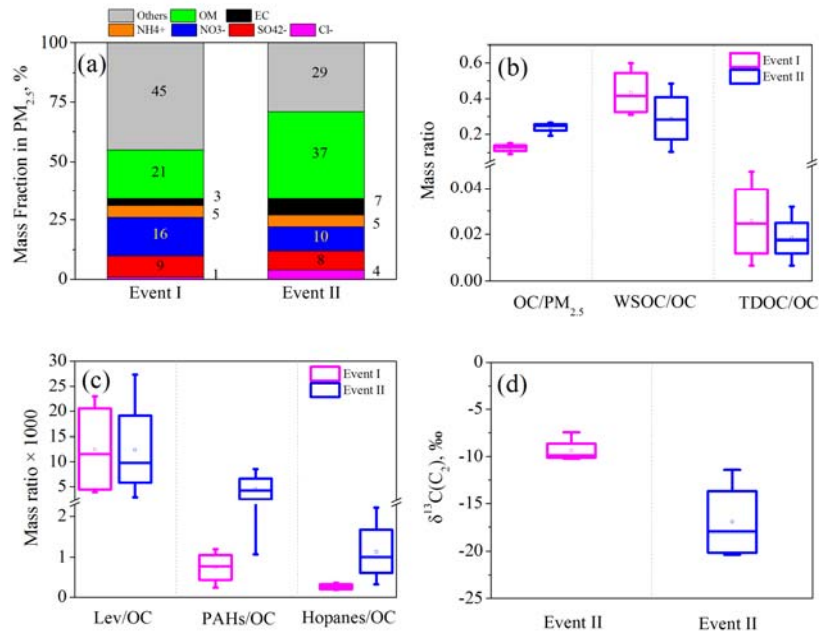 Others OM EC
NH4+ NO3- SO42- Cl-
(a)
Mass Fraction in PM2.5, %
100
75
50
25
0
45
21
3
5
16
9
1
29
37
7
5
10
8
4
Event I Event II
(b)
Event I
Event II
Mass ratio
0.6
0.4
0.2
0.04
0.02
0.00
OC/PM2.5 WSOC/OC TDOC/OC
(c)
Event I
Event II
Mass ratio × 1000
30
25
20
15
10
5
2
1
0
Lev/OC PAHs/OC Hopanes/OC
(d)
δ13C(C2), ‰
0
-5
-10
-15
-20
-25
Event II Event II